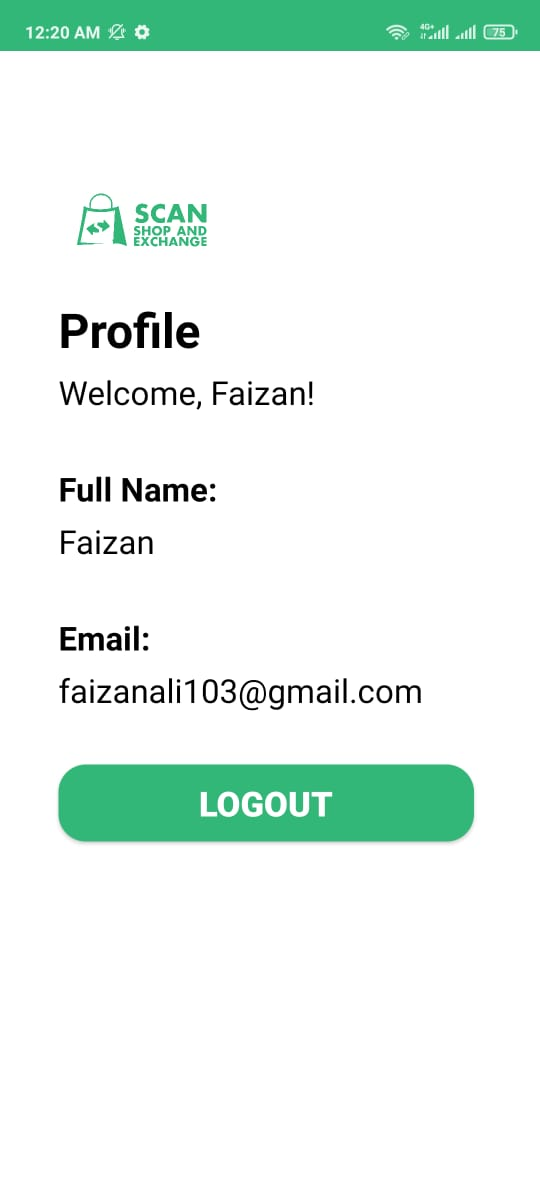 12:20 AM
4G+
75
SCAN
SHOP AND
EXCHANGE
Profile
Welcome, Faizan!
Full Name:
Faizan
Email:
faizanali103@gmail.com
LOGOUT